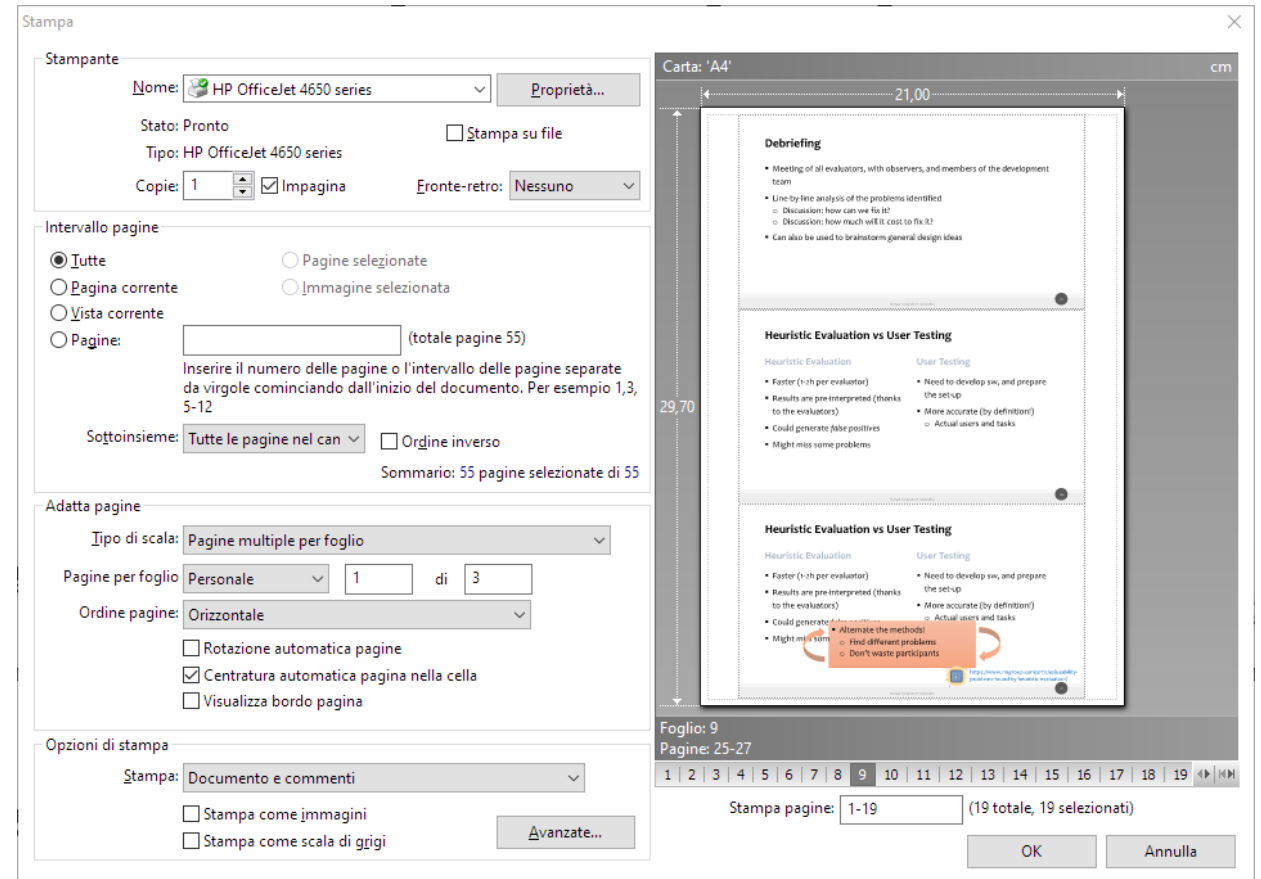 Stampa
Stampante
Nome: HP OfficeJet 4650 series Proprietà...
Stato: Pronto
Stampa su file
Tipo: HP OfficeJet 4650 series
Copie: 1 Impagina Fronte-retro: Nessuno
Intervallo pagine
Tutte Pagine selezionate
Pagina corrente Immagine selezionata
Vista corrente
Pagine: (totale pagine 55)
Inserire il numero delle pagine o l'intervallo delle pagine separate
da virgole cominciando dall'inizio del documento. Per esempio 1,3,
5-12
Sottoinsieme: Tutte le pagine nel can Ordine inverso
Sommario: 55 pagine selezionate di 55
Adatta pagine
Tipo di scala: Pagine multiple per foglio
Pagine per foglio Personale 1 di 3
Ordine pagine: Orizzontale
Rotazione automatica pagine
Centratura automatica pagina nella cella
Visualizza bordo pagina
Opzioni di stampa
Stampa: Documento e commenti
Stampa come immagini
Stampa come scala di grigi
Avanzate...
Carta: 'A4' cm
21,00
29,70
Debriefing
Meeting of all evaluators, with observers, and members of the development
team
Line-by-line analysis of the problems identified
Discussion: how can we fix it?
Discussion: how much will it cost to fix it?
Can also be used to brainstorm general design ideas
Heuristic Evaluation vs User Testing
Heuristic Evaluation
Faster (1-2h per evaluator)
Results are pre-interpreted (thanks
to the evaluators)
Could generate false positives
Might miss some problems
User Testing
Need to develop sw, and prepare
the set-up
More accurate (by definition!)
Actual users and tasks
Heuristic Evaluation vs User Testing
Heuristic Evaluation
Faster (1-2h per evaluator)
Results are pre-interpreted (thanks
to the evaluators)
Could generate
Might miss som
User Testing
Need to develop sw, and prepare
the set-up
More accurate (by definition!)
Actual users and tasks
Alternate the methods!
Find different problems
Don't waste participants
Foglio: 9
Pagine: 25-27
1 2 3 4 5 6 7 8 9 10 11 12 13 14 15 16 17 18 19
Stampa pagine: 1-19 (19 totale, 19 selezionati)
OK Annulla